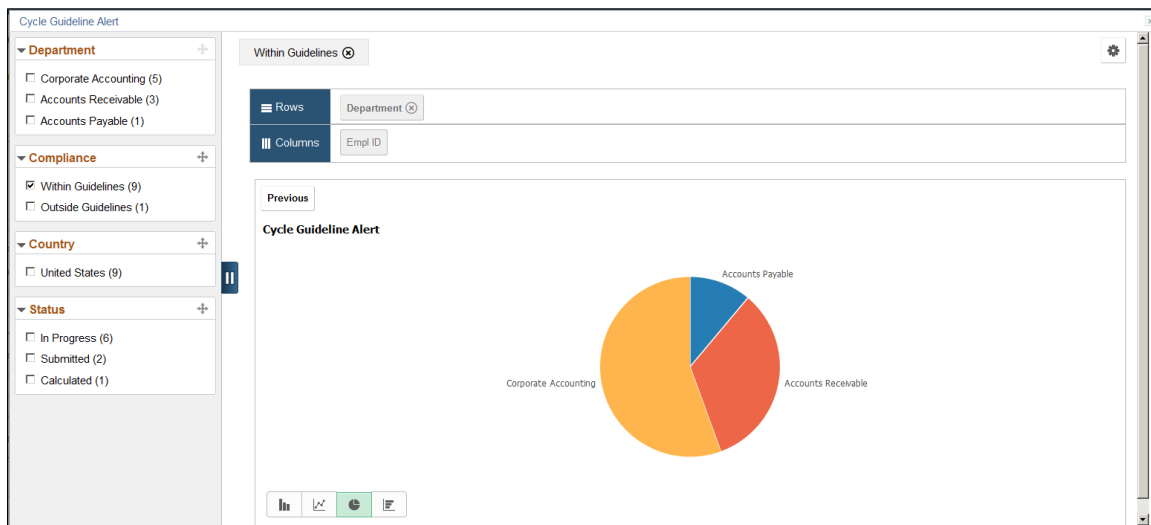 Cycle Guideline Alert
Department
Corporate Accounting (5)
Accounts Receivable (3)
Accounts Payable (1)
Compliance
Within Guidelines (9)
Outside Guidelines (1)
Country
United States (9)
Status
In Progress (6)
Submitted (2)
Calculated (1)
Within Guidelines
Rows
Department
Columns
Empl ID
Previous
Cycle Guideline Alert
Accounts Payable
Corporate Accounting
Accounts Receivable